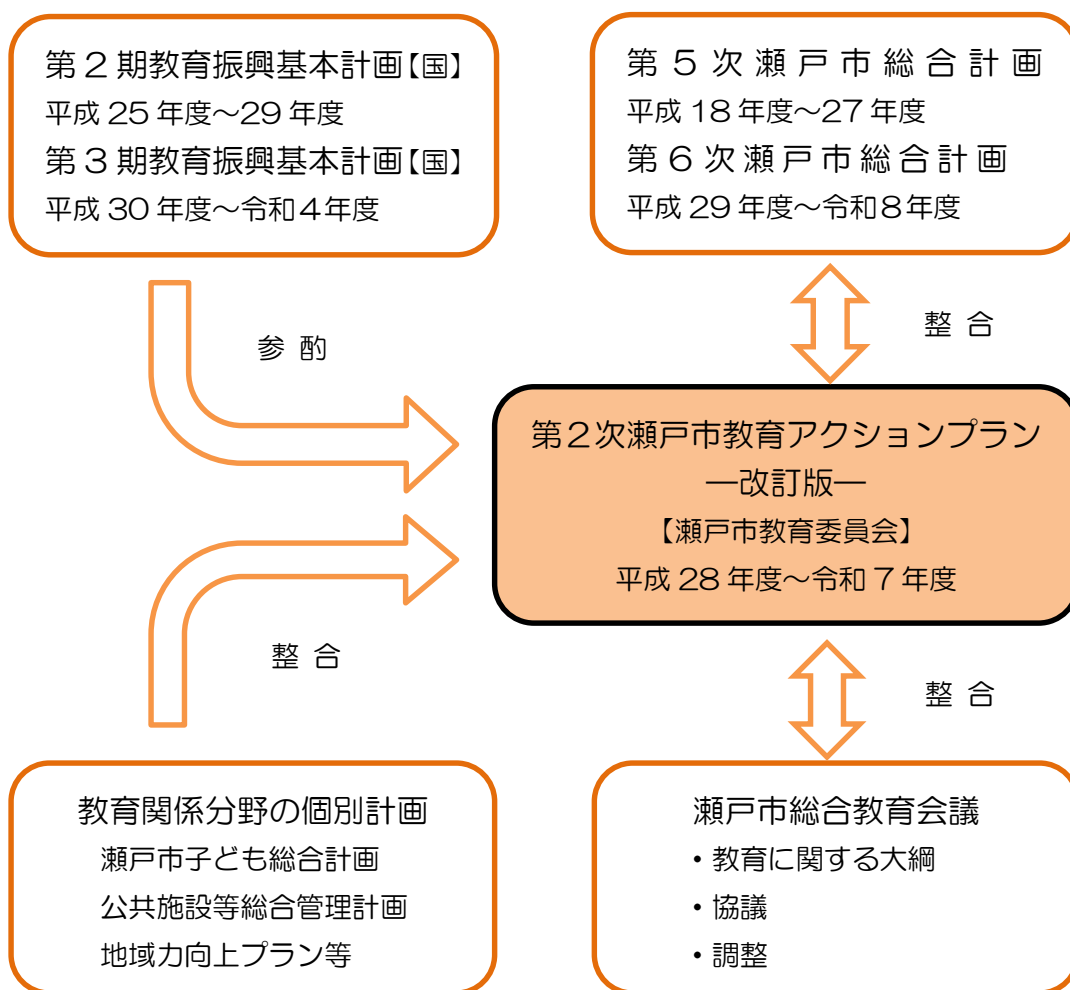 第２期教育振興基本計画【国】
平成 25 年度～29 年度
第３期教育振興基本計画【国】
平成 30 年度～令和４年度
第５次瀬戸市総合計画
平成 18 年度～27 年度
第６次瀬戸市総合計画
平成 29 年度～令和８年度
参 酌
整 合
第２次瀬戸市教育アクションプラン
―改訂版―
【瀬戸市教育委員会】
平成 28 年度～令和７年度
整 合
整 合
教育関係分野の個別計画
瀬戸市子ども総合計画
公共施設等総合管理計画
地域力向上プラン等
瀬戸市総合教育会議
・教育に関する大綱
・協議
・調整